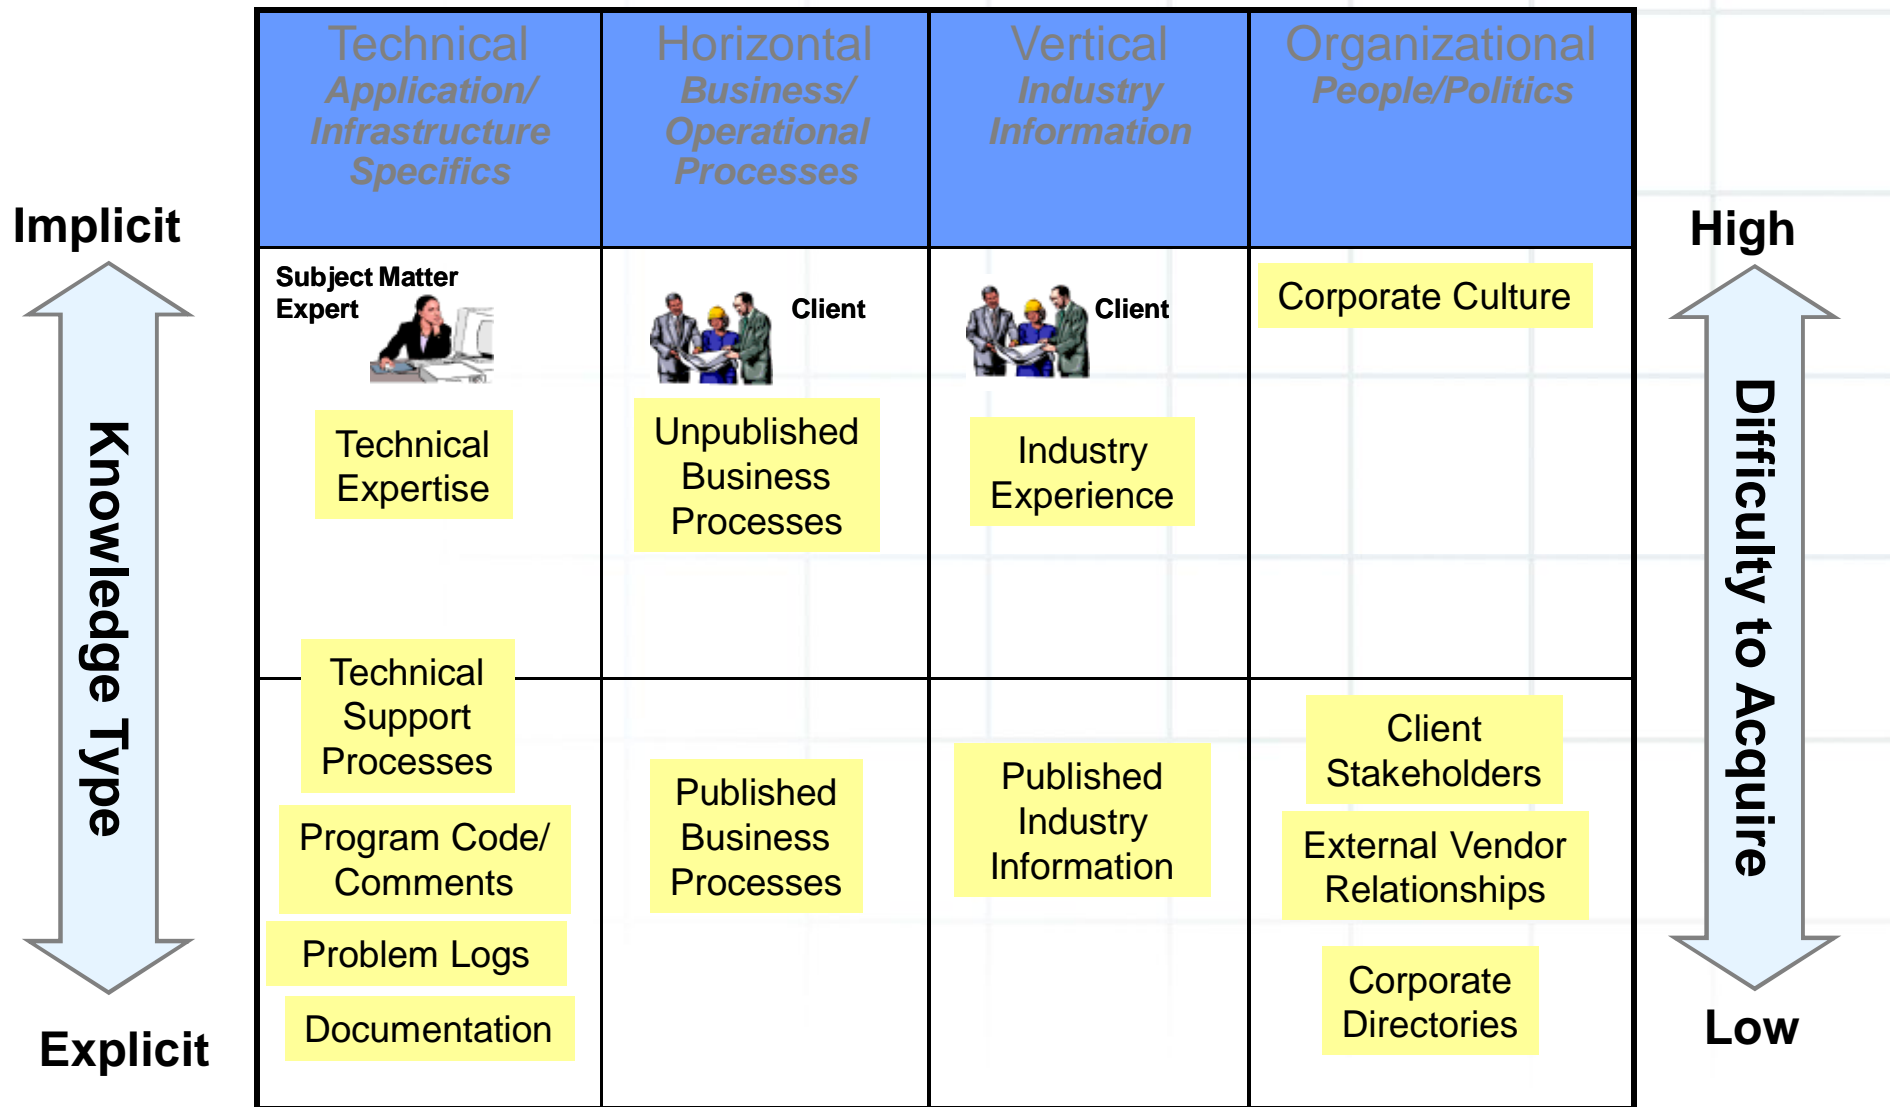 Technical
Application/
Infrastructure
Specifics
Horizontal
Business/
Operational
Processes
Vertical
Industry
Information
Organizational
People/Politics
Implicit
Knowledge Type
Explicit
Subject Matter
Expert
Technical
Expertise
Client
Unpublished
Business
Processes
Client
Industry
Experience
Corporate Culture
Technical
Support
Processes
Program Code/
Comments
Problem Logs
Documentation
Published
Business
Processes
Published
Industry
Information
Client
Stakeholders
External Vendor
Relationships
Corporate
Directories
High
Difficulty to Acquire
Low